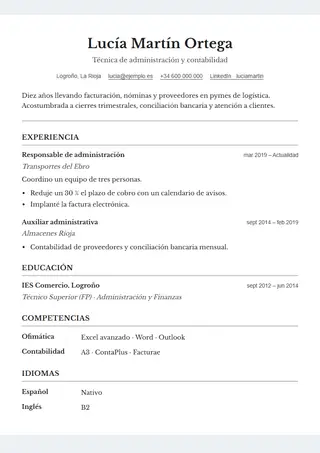 Lucía Martín Ortega
Técnica de administración y contabilidad
Logroño, La Rioja lucia@ejemplo.es +34 600 000 000 LinkedIn · luciamartin
Diez años llevando facturación, nóminas y proveedores en pymes de logística.
Acostumbrada a cierres trimestrales, conciliación bancaria y atención a clientes.
EXPERIENCIA
Responsable de administración mar 2019 – Actualidad
Transportes del Ebro
Coordino un equipo de tres personas.
• Reduje un 30 % el plazo de cobro con un calendario de avisos.
• Implanté la factura electrónica.
Auxiliar administrativa sept 2014 – feb 2019
Almacenes Rioja
• Contabilidad de proveedores y conciliación bancaria mensual.
EDUCACIÓN
IES Comercio. Logroño sept 2012 – jun 2014
Técnico Superior (FP) · Administración y Finanzas
COMPETENCIAS
Ofimática Excel avanzado · Word · Outlook
Contabilidad A3 · ContaPlus · Facturae
IDIOMAS
Español Nativo
Inglés B2